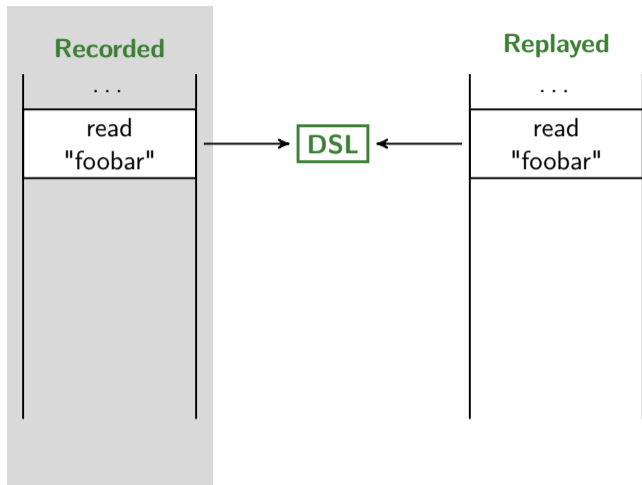 Recorded
. . .
read
"foobar"
DSL
Replayed
. . .
read
"foobar"